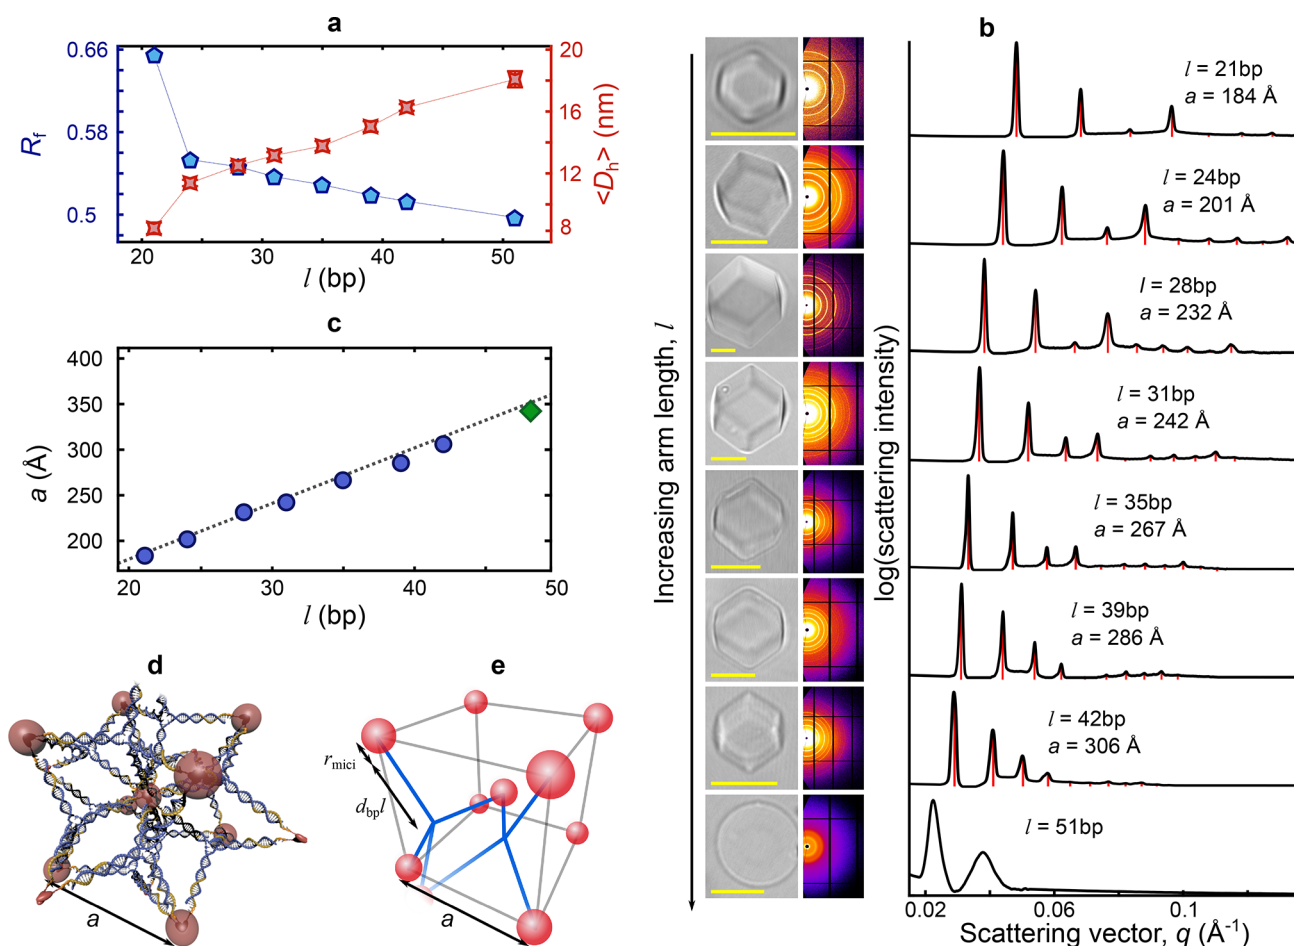 a
0.66
0.58
0.5
R_f
20
16
12
8
<D_h> (nm)
20
30
40
50
l (bp)
c
400
350
300
250
200
a (Å)
20
30
40
50
l (bp)
d
a
e
r_mici
d_bp l
a
Increasing arm length, l
b
log(scattering intensity)
l = 21bp
a = 184 Å
l = 24bp
a = 201 Å
l = 28bp
a = 232 Å
l = 31bp
a = 242 Å
l = 35bp
a = 267 Å
l = 39bp
a = 286 Å
l = 42bp
a = 306 Å
l = 51bp
0.02
0.06
0.1
Scattering vector, q (Å⁻¹)